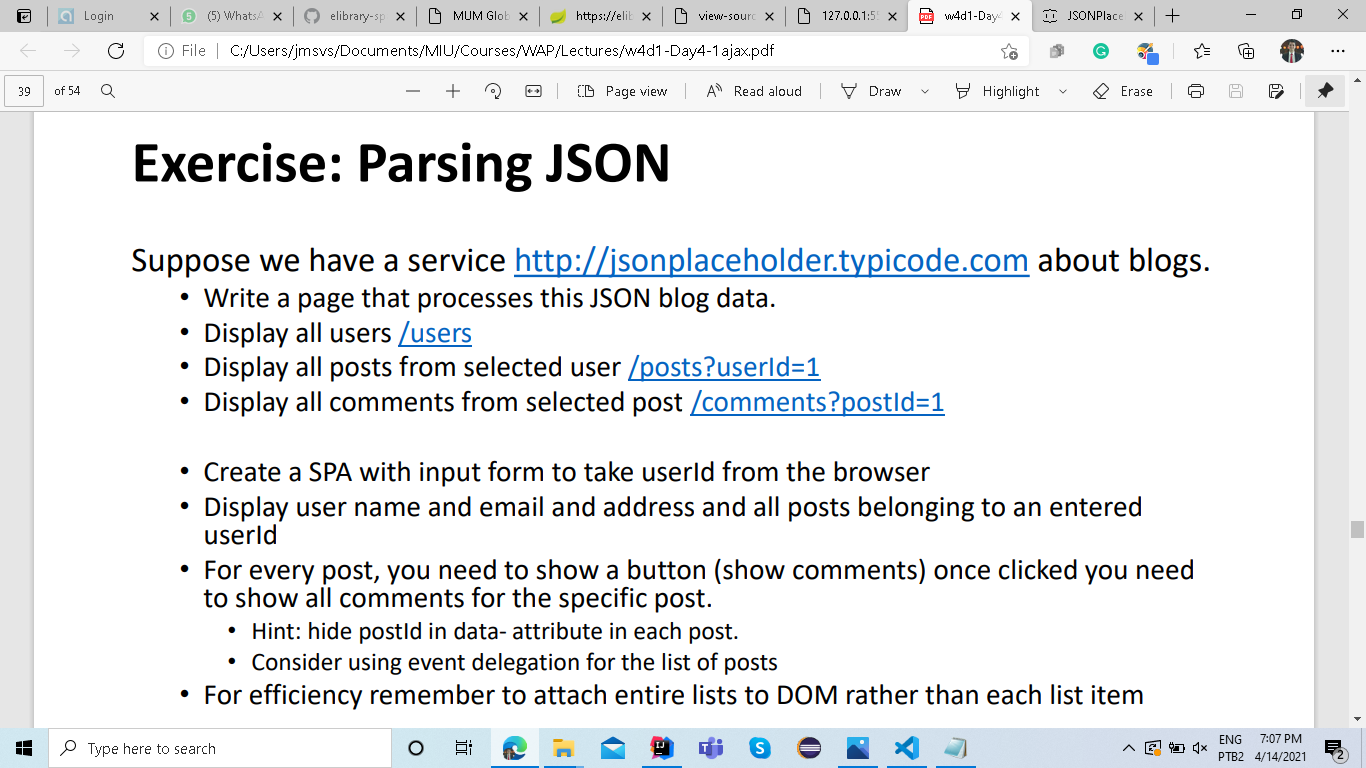 Login
(5) WhatsA
elibrary-sp
MUM Glob
https://elib
view-sourc
127.0.0.1:55
w4d1-Day4
JSONPlace
File
C:/Users/jmsvs/Documents/MIU/Courses/WAP/Lectures/w4d1-Day4-1ajax.pdf
39 of 54
Page view
Read aloud
Draw
Highlight
Erase
Exercise: Parsing JSON
Suppose we have a service http://jsonplaceholder.typicode.com about blogs.
• Write a page that processes this JSON blog data.
• Display all users /users
• Display all posts from selected user /posts?userId=1
• Display all comments from selected post /comments?postId=1
• Create a SPA with input form to take userId from the browser
• Display user name and email and address and all posts belonging to an entered
userId
• For every post, you need to show a button (show comments) once clicked you need
to show all comments for the specific post.
• Hint: hide postId in data- attribute in each post.
• Consider using event delegation for the list of posts
• For efficiency remember to attach entire lists to DOM rather than each list item
Type here to search
ENG
PTB2
7:07 PM
4/14/2021
2